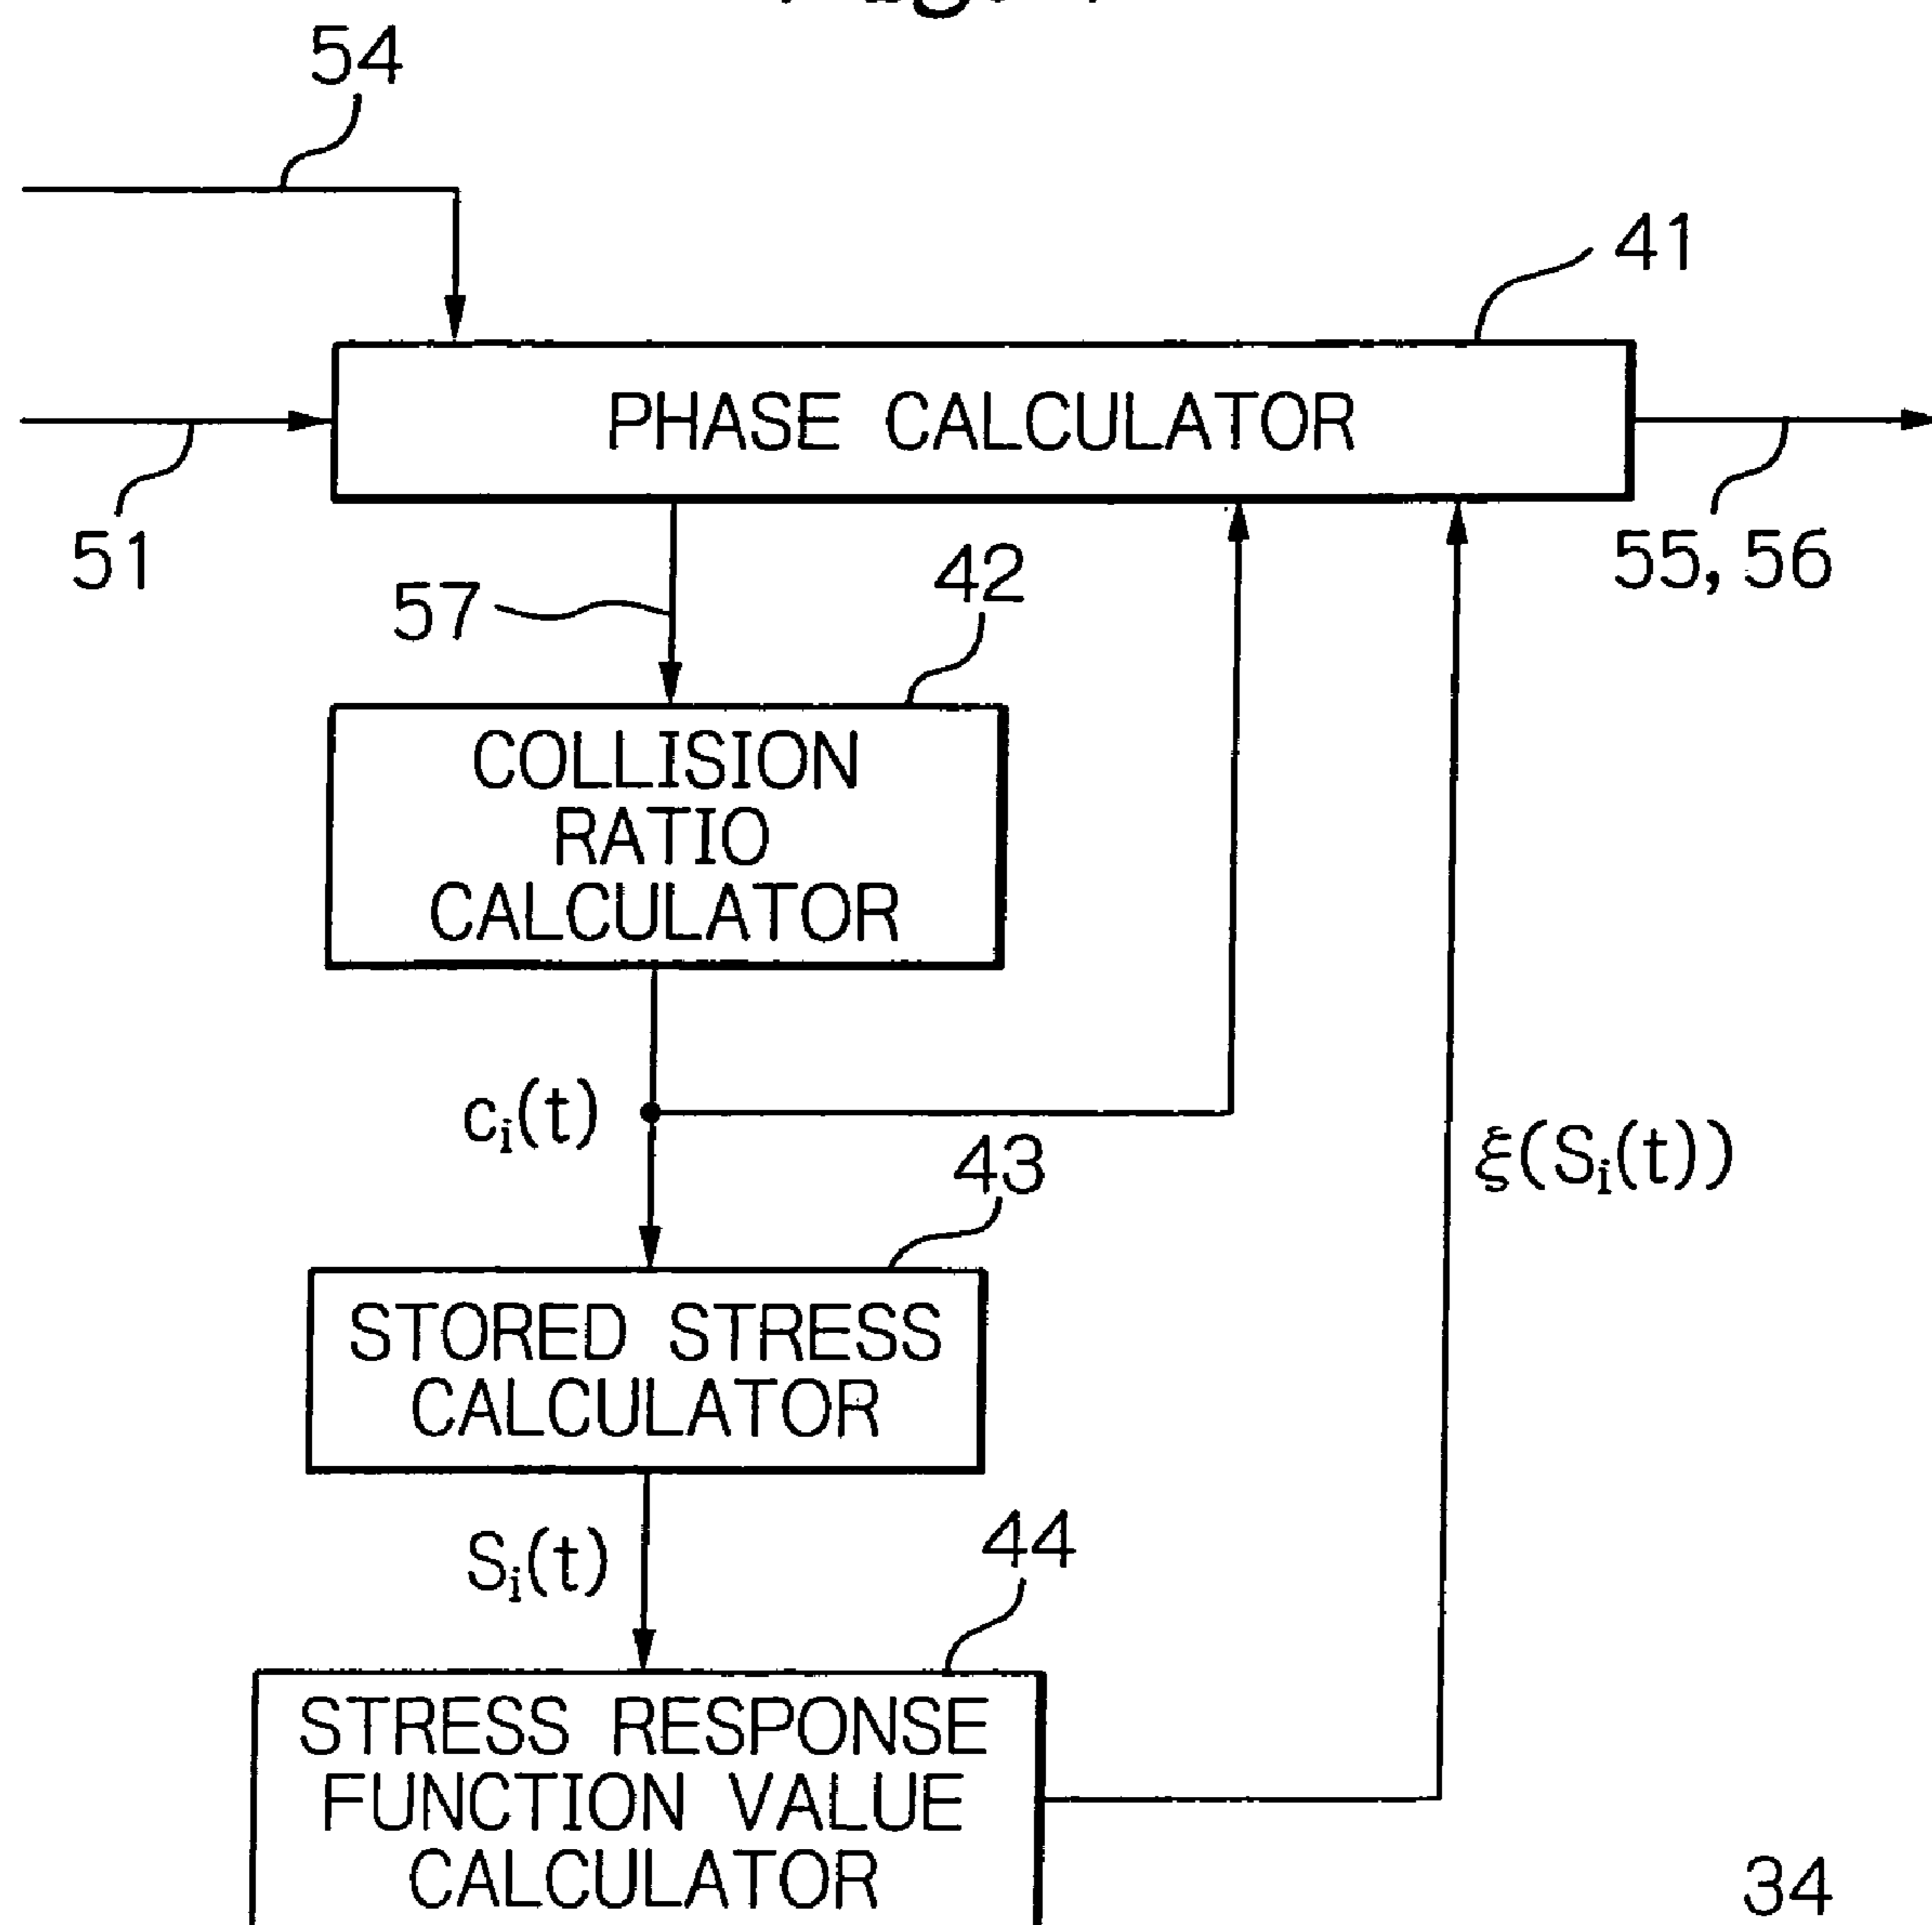 54
41
PHASE CALCULATOR
51
55, 56
57
42
COLLISION
RATIO
CALCULATOR
cᵢ(t)
43
ξ(Sᵢ(t))
STORED STRESS
CALCULATOR
Sᵢ(t)
44
STRESS RESPONSE
FUNCTION VALUE
CALCULATOR
34